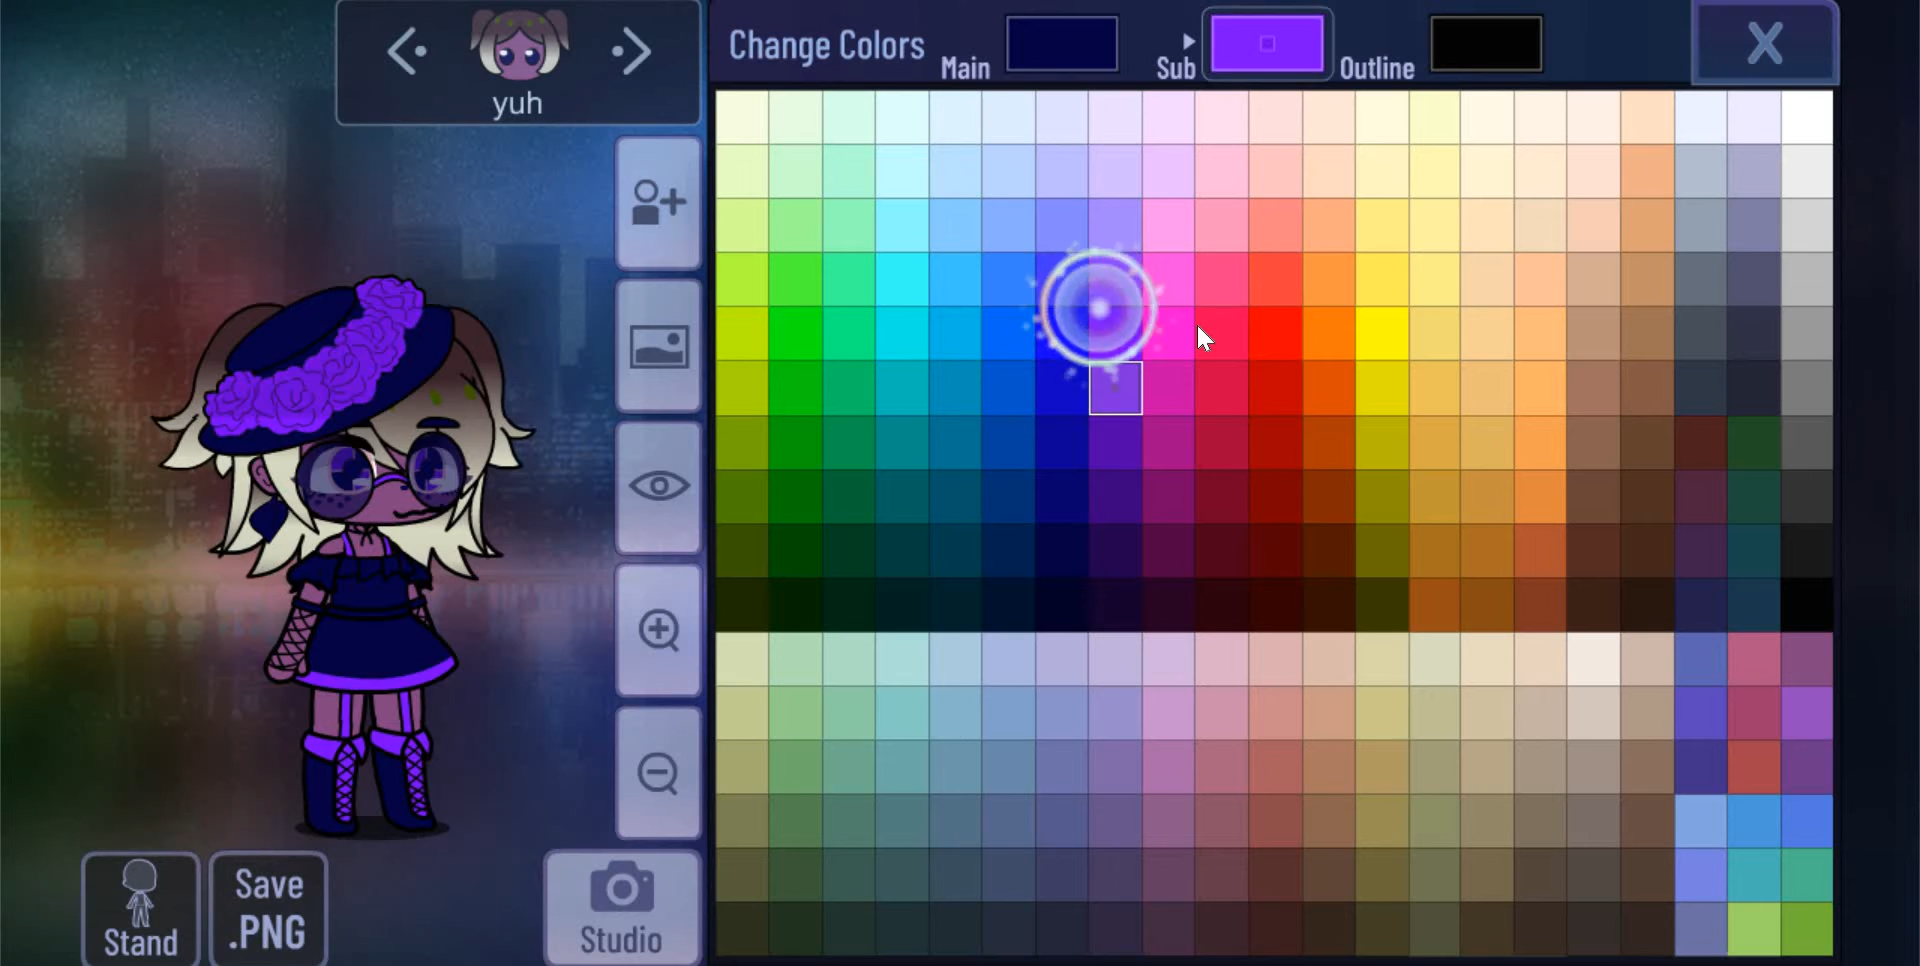 yuh
Change Colors
Main
Sub
Outline
X
Stand
Save
.PNG
Studio